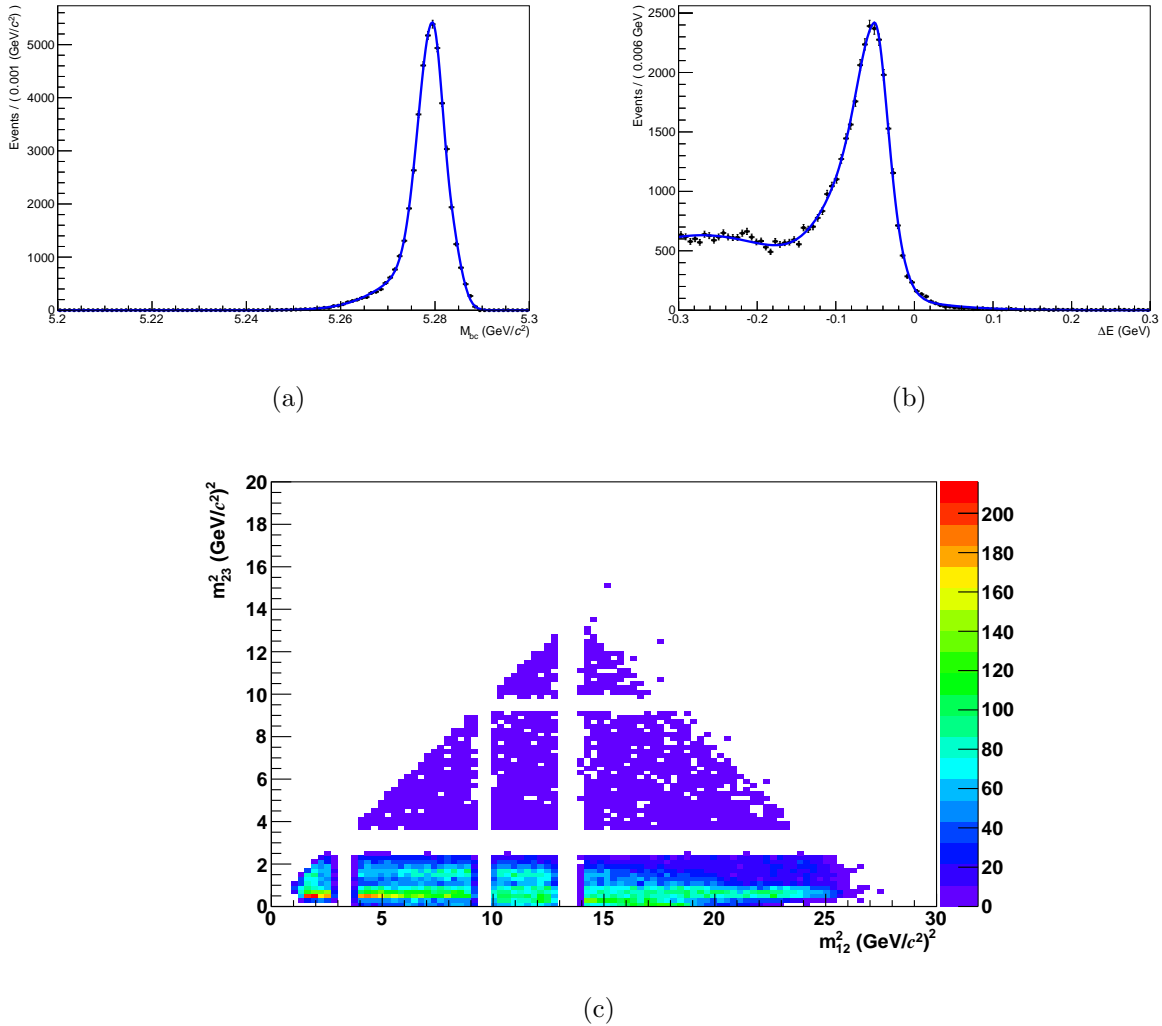 Events / ( 0.001 (GeV/c²) )
5000
4000
3000
2000
1000
0
5.2 5.22 5.24 5.26 5.28 5.3
M_bc (GeV/c²)
(a)
Events / ( 0.006 GeV )
2500
2000
1500
1000
500
0
-0.3 -0.2 -0.1 0 0.1 0.2 0.3
ΔE (GeV)
(b)
m²₂₃ (GeV/c²)²
20
18
16
14
12
10
8
6
4
2
0
0 5 10 15 20 25 30
m²₁₂ (GeV/c²)²
200
180
160
140
120
100
80
60
40
20
0
(c)